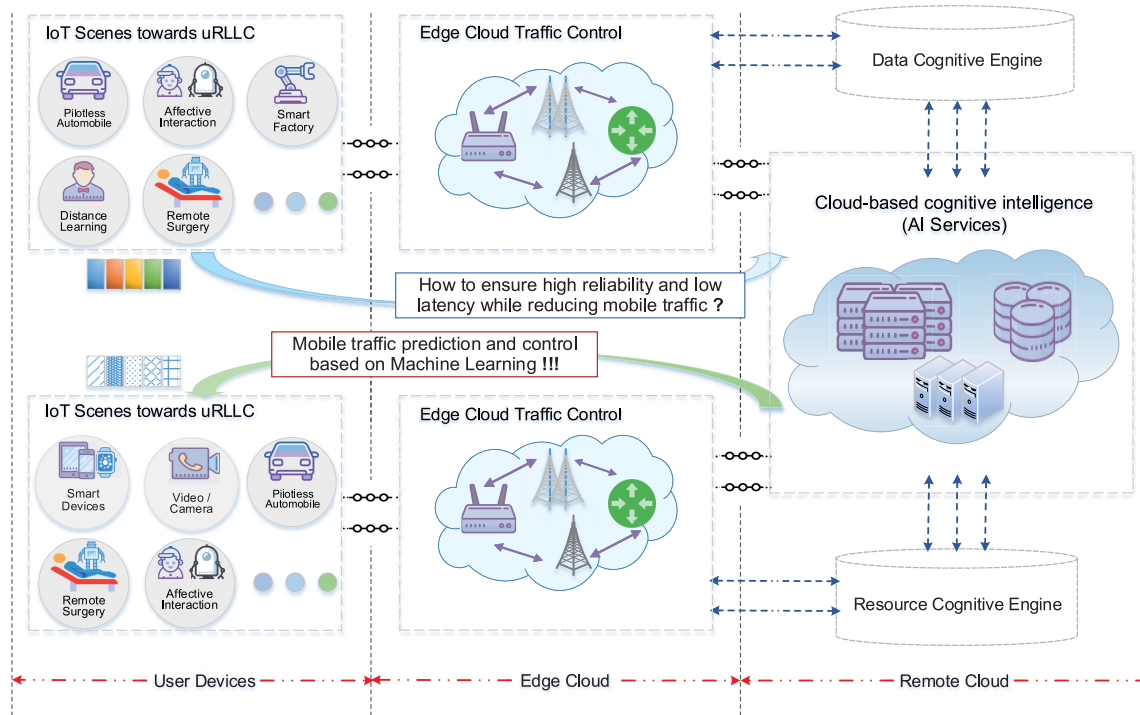 IoT Scenes towards uRLLC
Pilotless
Automobile
Affective
Interaction
Smart
Factory
Distance
Learning
Remote
Surgery
Edge Cloud Traffic Control
Data Cognitive Engine
Cloud-based cognitive intelligence
(AI Services)
How to ensure high reliability and low
latency while reducing mobile traffic ?
Mobile traffic prediction and control
based on Machine Learning !!!
IoT Scenes towards uRLLC
Smart
Devices
Video /
Camera
Pilotless
Automobile
Remote
Surgery
Affective
Interaction
Edge Cloud Traffic Control
Resource Cognitive Engine
User Devices
Edge Cloud
Remote Cloud